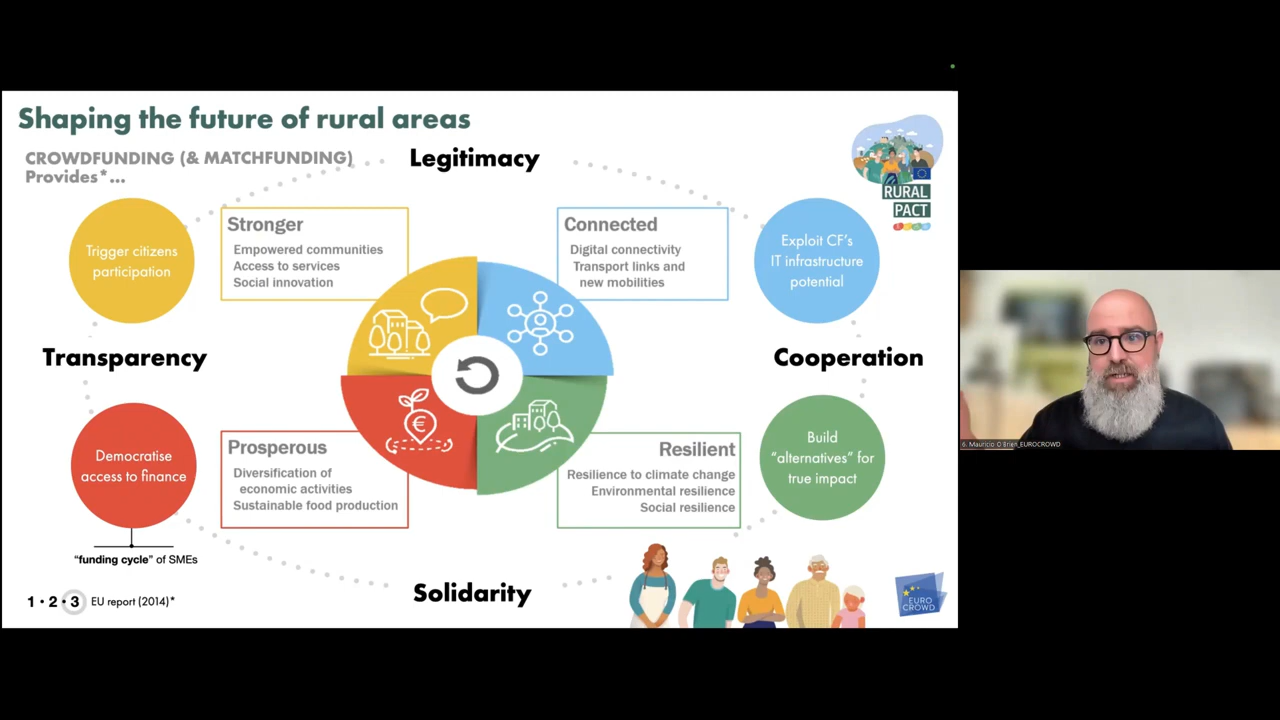 Shaping the future of rural areas
CROWDFUNDING (& MATCHFUNDING)
Provides*...
Legitimacy
RURAL
PACT
Trigger citizens
participation
Stronger
Empowered communities
Access to services
Social innovation
Connected
Digital connectivity
Transport links and
new mobilities
Exploit CF's
IT infrastructure
potential
Transparency
Cooperation
Democratise
access to finance
Prosperous
Diversification of
economic activities
Sustainable food production
€
Resilient
Resilience to climate change
Environmental resilience
Social resilience
Build
"alternatives" for
true impact
"funding cycle" of SMEs
Solidarity
1 • 2 • 3 EU report (2014)*
EURO
CROWD
6. Mauricio O'Brien_EUROCROWD